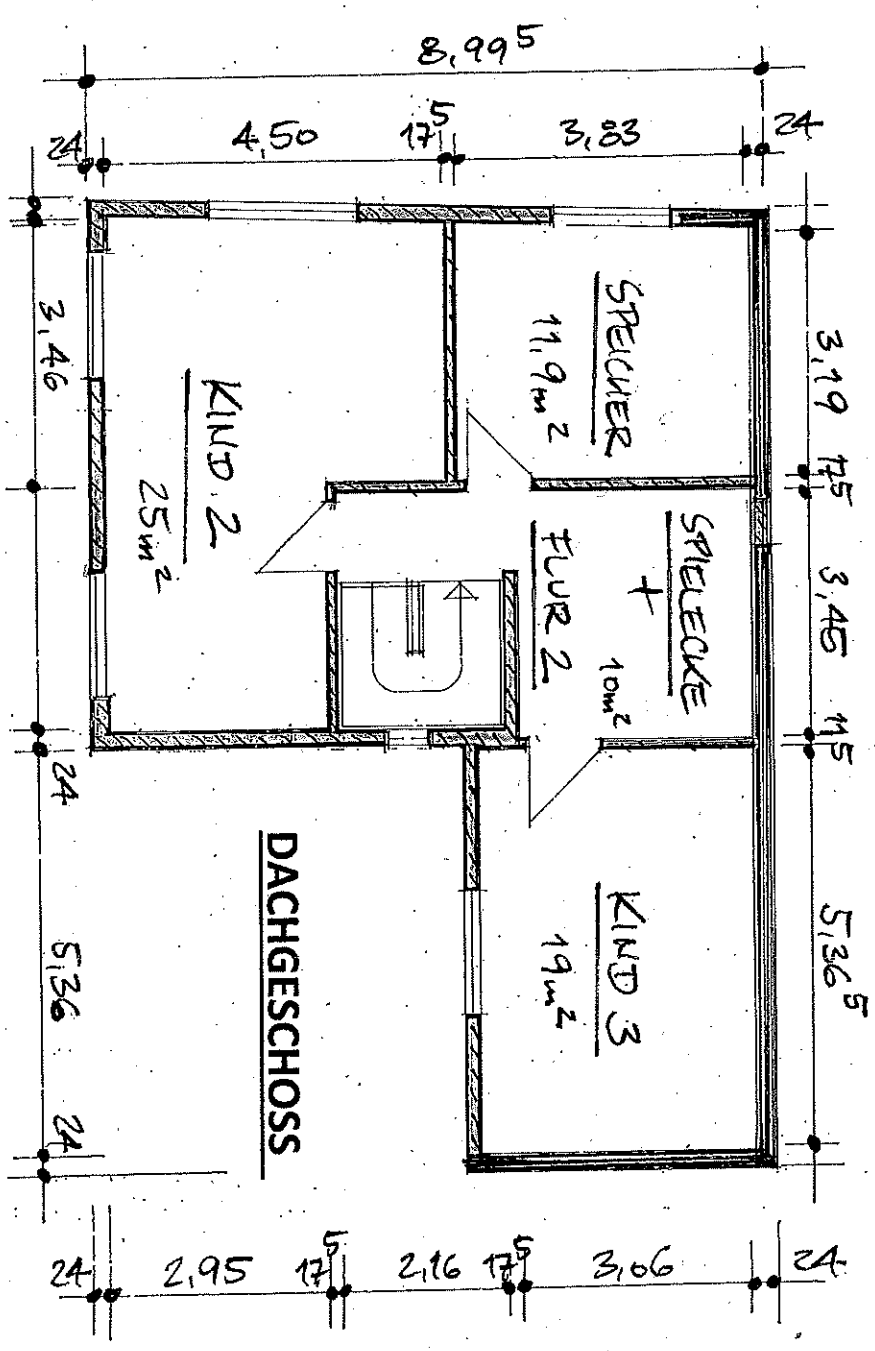 8,99⁵
24
4,50
17⁵
3,83
24
3,19
17⁵
3,45
11⁵
5,36⁵
SPEICHER
11,9m²
SPIELECKE
+
FLUR 2
10m²
KIND 2
25m²
KIND 3
19m²
DACHGESCHOSS
3,46
24
5,36
24
24
2,95
17⁵
2,16
17⁵
3,06
24